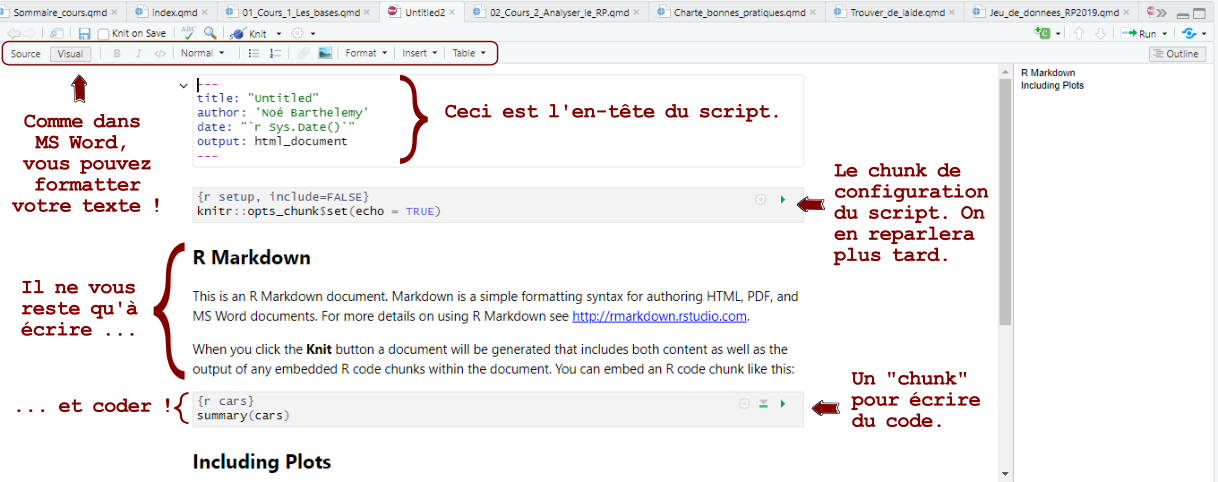 Sommaire_cours.qmd × index.qmd × 01_Cours_1_Les bases.qmd × Untitled2 × 02_Cours_2_Analyser_le_RP.qmd × Charte_bonnes_pratiques.qmd × Trouver_de_laide.qmd × Jeu_de_donnees_RP2019.qmd ×
Knit on Save ABC Knit Run
Source Visual B I </> Normal Format Insert Table Outline
R Markdown
Including Plots
---
title: "Untitled"
author: 'Noé Barthelemy'
date: "`r Sys.Date()`"
output: html_document
---
Ceci est l'en-tête du script.
Comme dans
MS Word,
vous pouvez
formatter
votre texte !
{r setup, include=FALSE}
knitr::opts_chunk$set(echo = TRUE)
Le chunk de
configuration
du script. On
en reparlera
plus tard.
R Markdown
Il ne vous
reste qu'à
écrire ...
This is an R Markdown document. Markdown is a simple formatting syntax for authoring HTML, PDF, and
MS Word documents. For more details on using R Markdown see http://rmarkdown.rstudio.com.
When you click the Knit button a document will be generated that includes both content as well as the
output of any embedded R code chunks within the document. You can embed an R code chunk like this:
... et coder !
{r cars}
summary(cars)
Un "chunk"
pour écrire
du code.
Including Plots